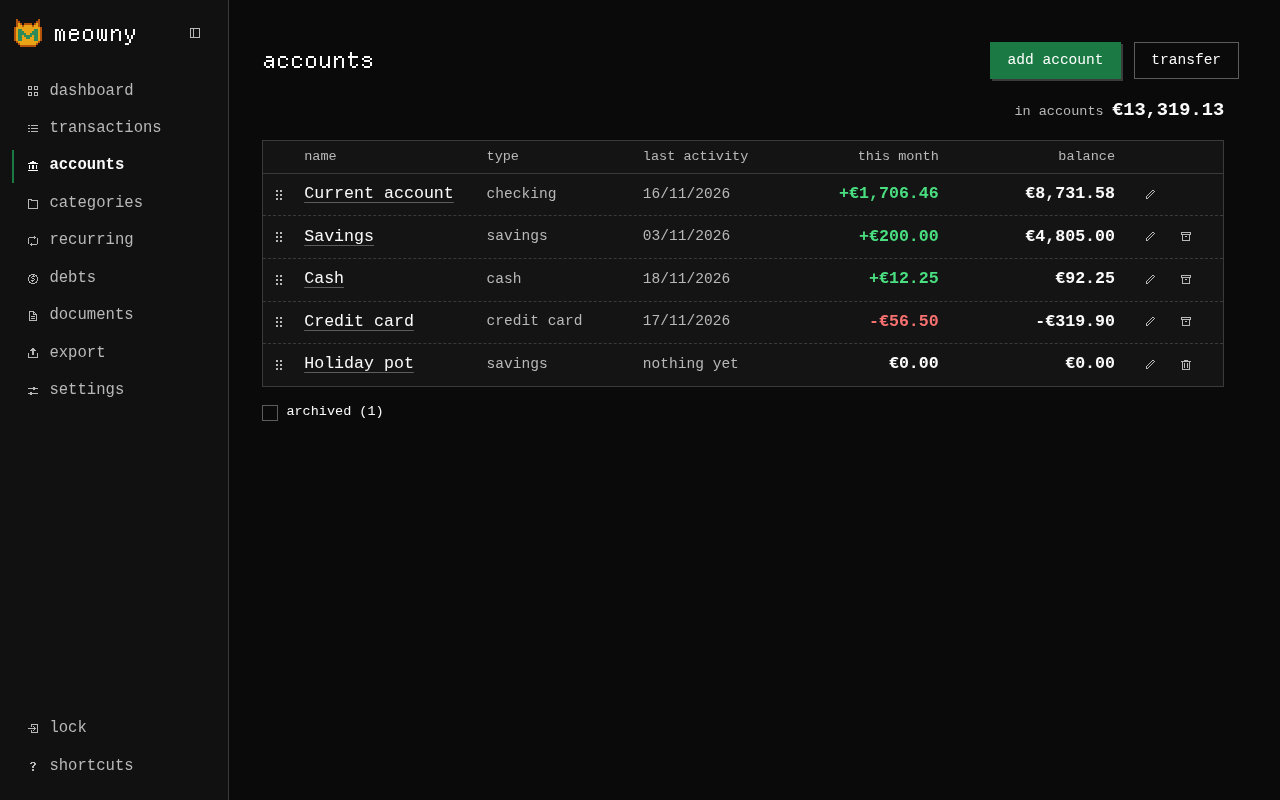 meowny
dashboard
transactions
accounts
categories
recurring
debts
documents
export
settings
lock
? shortcuts
accounts
add account
transfer
in accounts €13,319.13
name type last activity this month balance
Current account checking 16/11/2026 +€1,706.46 €8,731.58
Savings savings 03/11/2026 +€200.00 €4,805.00
Cash cash 18/11/2026 +€12.25 €92.25
Credit card credit card 17/11/2026 -€56.50 -€319.90
Holiday pot savings nothing yet €0.00 €0.00
archived (1)